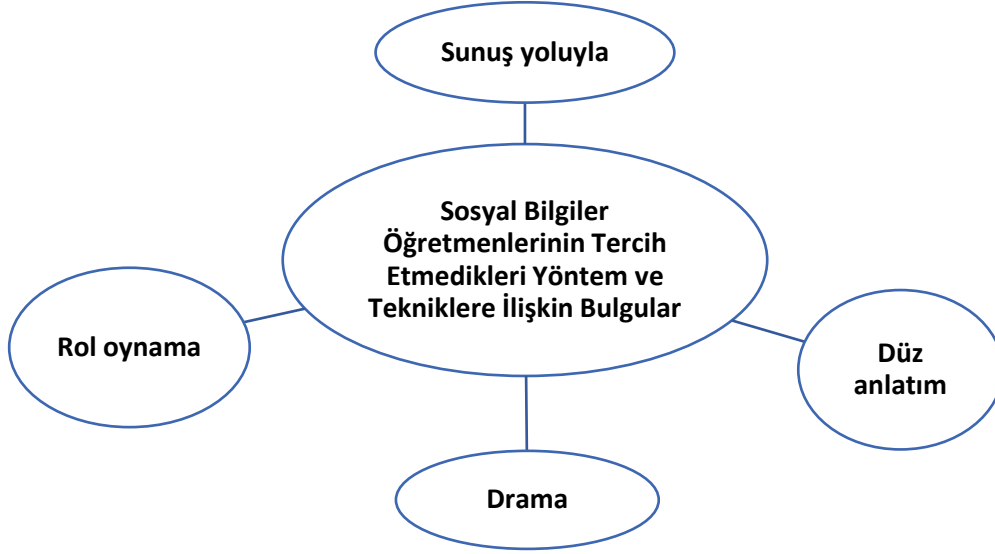 Sunuş yoluyla
Sosyal Bilgiler
Öğretmenlerinin Tercih
Etmedikleri Yöntem ve
Tekniklere İlişkin Bulgular
Rol oynama
Düz
anlatım
Drama